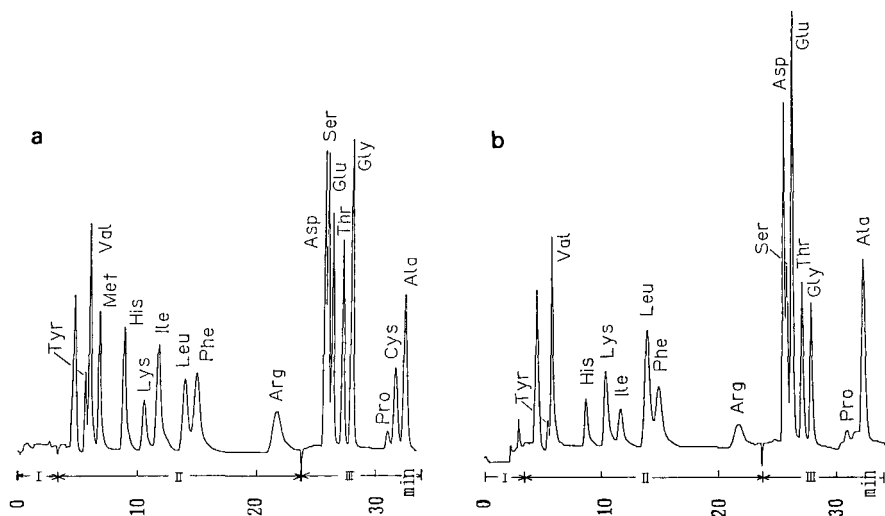 a
Tyr
Val
Met
His
Lys
Ile
Leu
Phe
Arg
Asp
Ser
Glu
Thr
Gly
Pro
Cys
Ala
I
II
III
0
10
20
30
min
b
Tyr
Val
His
Lys
Ile
Leu
Phe
Arg
Ser
Asp
Glu
Thr
Gly
Pro
Ala
I
II
III
0
10
20
30
min